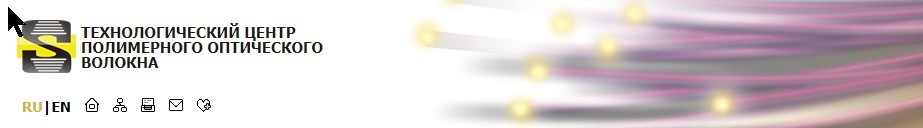 ТЕХНОЛОГИЧЕСКИЙ ЦЕНТР
ПОЛИМЕРНОГО ОПТИЧЕСКОГО
ВОЛОКНА
RU|EN